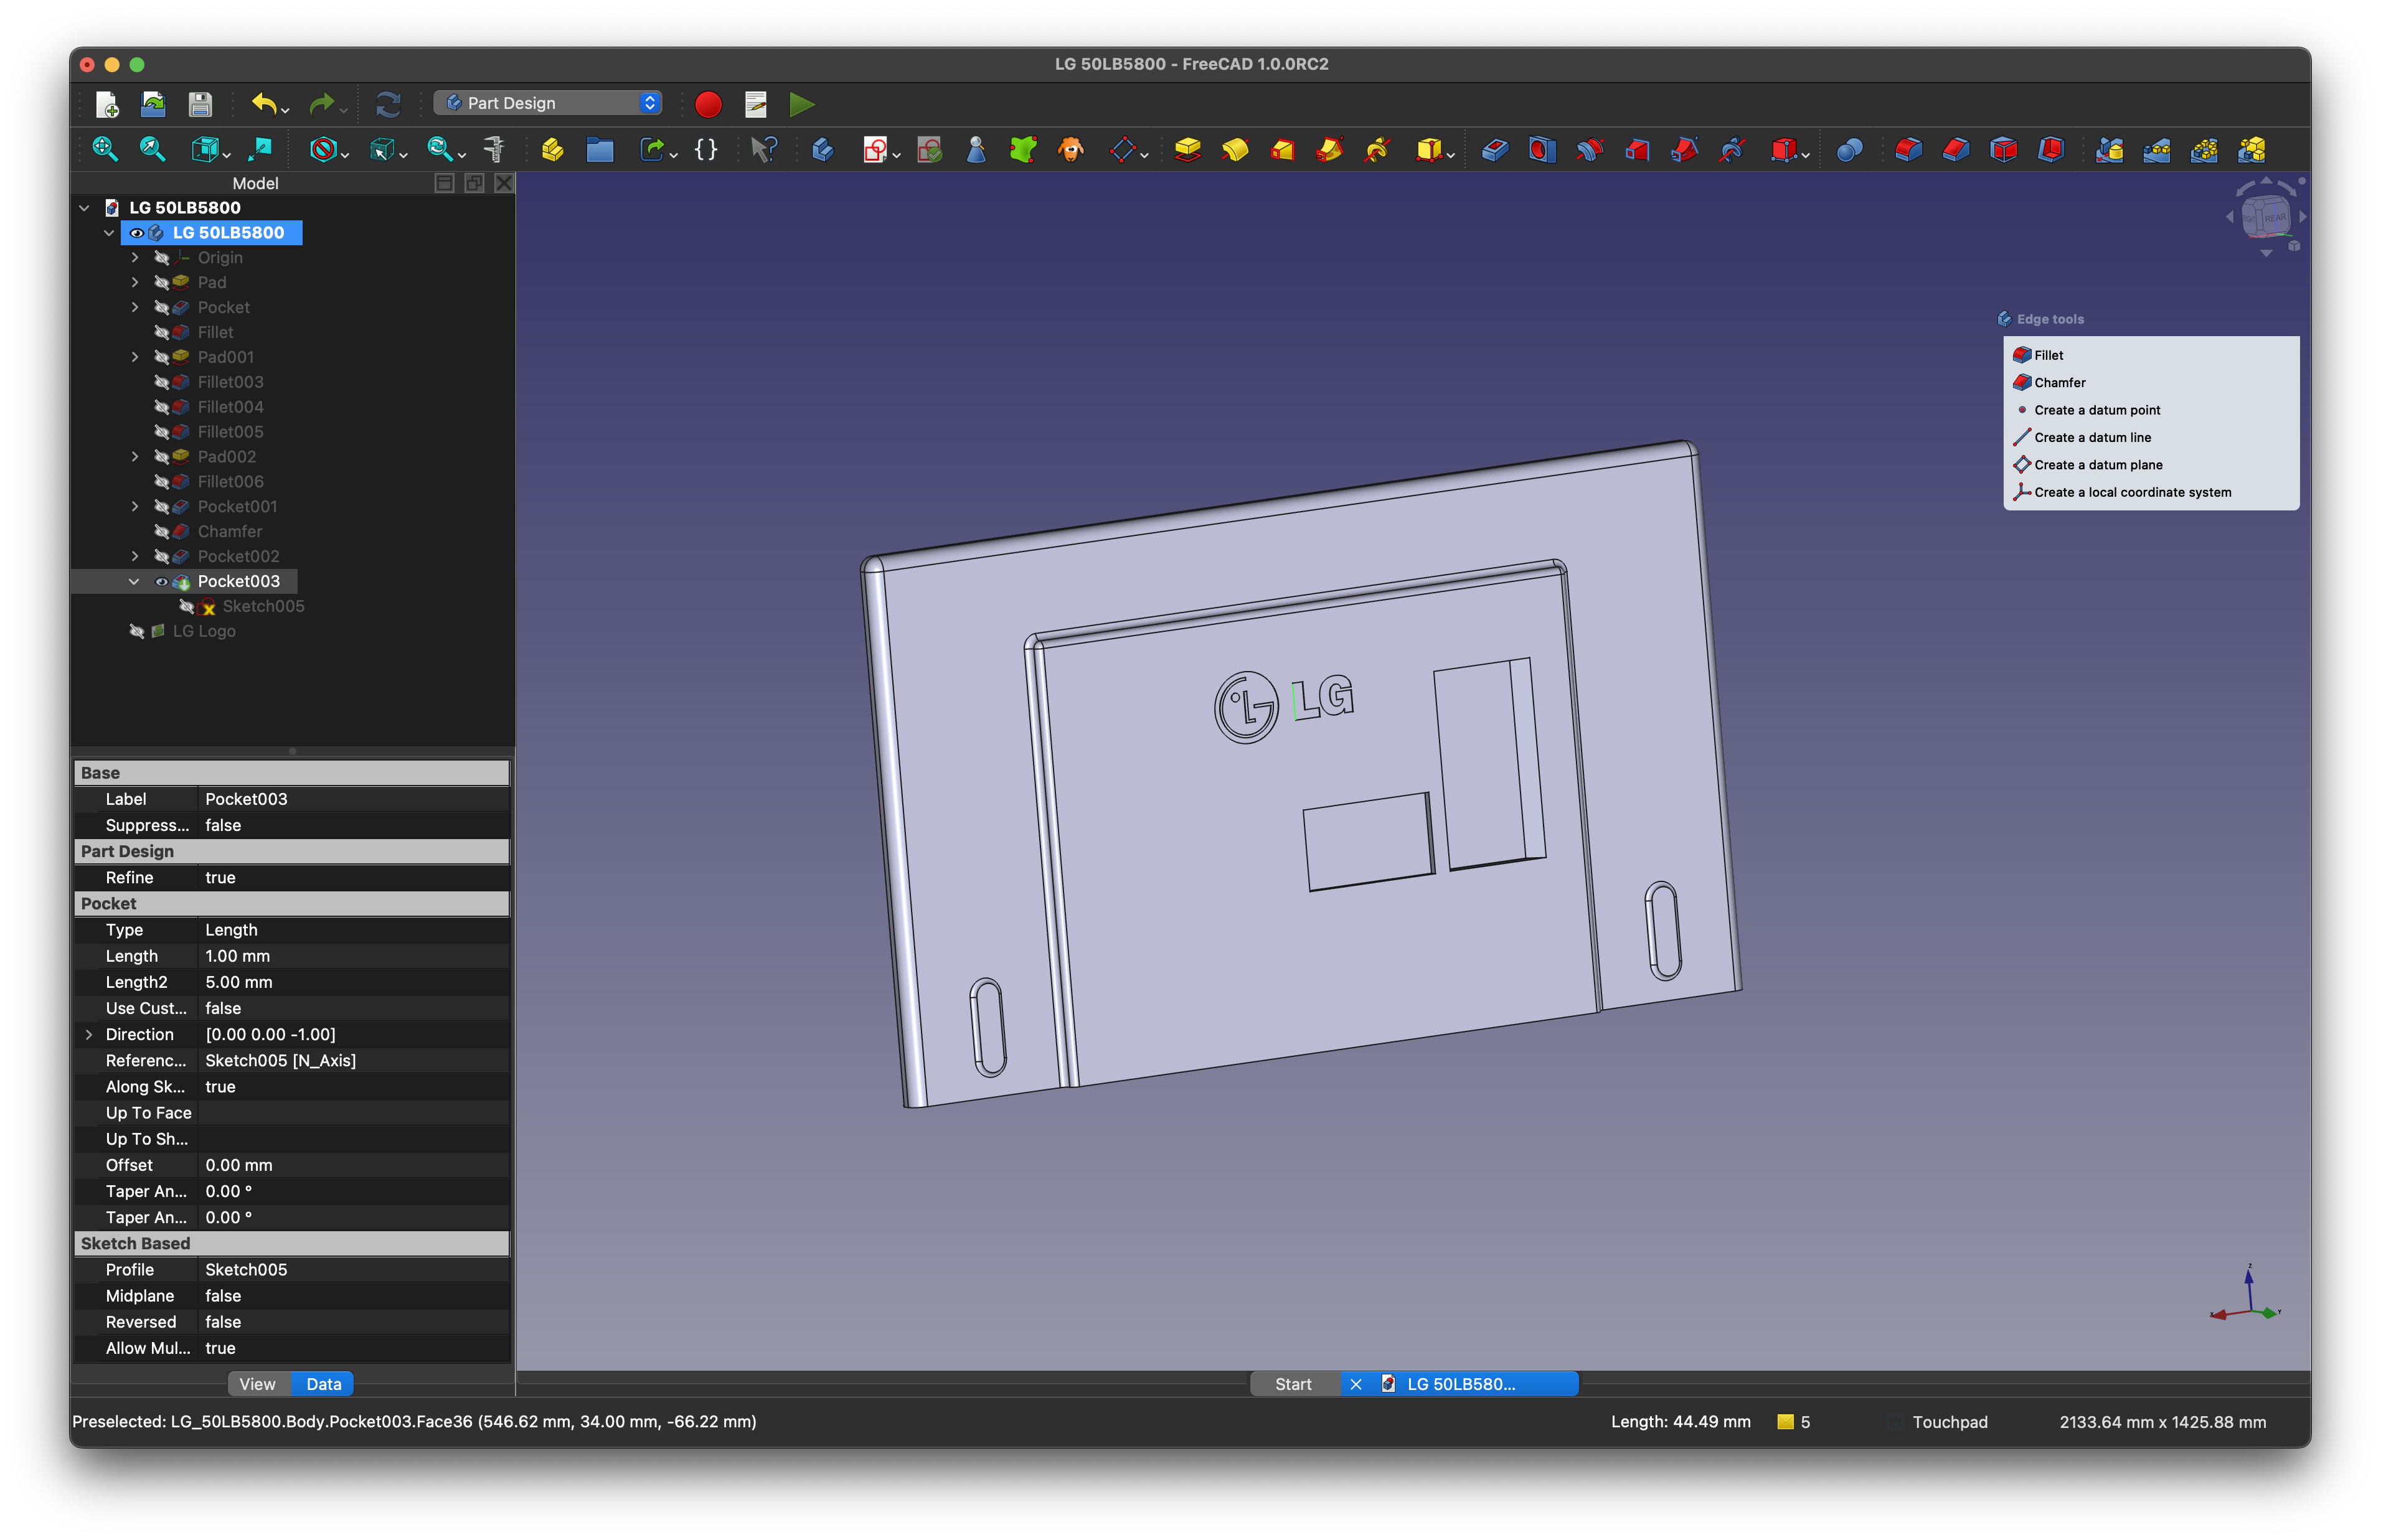 LG 50LB5800 - FreeCAD 1.0.0RC2
Part Design
Model
LG 50LB5800
LG 50LB5800
Origin
Pad
Pocket
Fillet
Pad001
Fillet003
Fillet004
Fillet005
Pad002
Fillet006
Pocket001
Chamfer
Pocket002
Pocket003
Sketch005
LG Logo
Base
Label Pocket003
Suppress... false
Part Design
Refine true
Pocket
Type Length
Length 1.00 mm
Length2 5.00 mm
Use Cust... false
Direction [0.00 0.00 -1.00]
Referenc... Sketch005 [N_Axis]
Along Sk... true
Up To Face
Up To Sh...
Offset 0.00 mm
Taper An... 0.00 °
Taper An... 0.00 °
Sketch Based
Profile Sketch005
Midplane false
Reversed false
Allow Mul... true
View Data
REAR
Edge tools
Fillet
Chamfer
Create a datum point
Create a datum line
Create a datum plane
Create a local coordinate system
LG
Z
X
Y
Start
LG 50LB580...
Preselected: LG_50LB5800.Body.Pocket003.Face36 (546.62 mm, 34.00 mm, -66.22 mm)
Length: 44.49 mm
5
Touchpad
2133.64 mm x 1425.88 mm